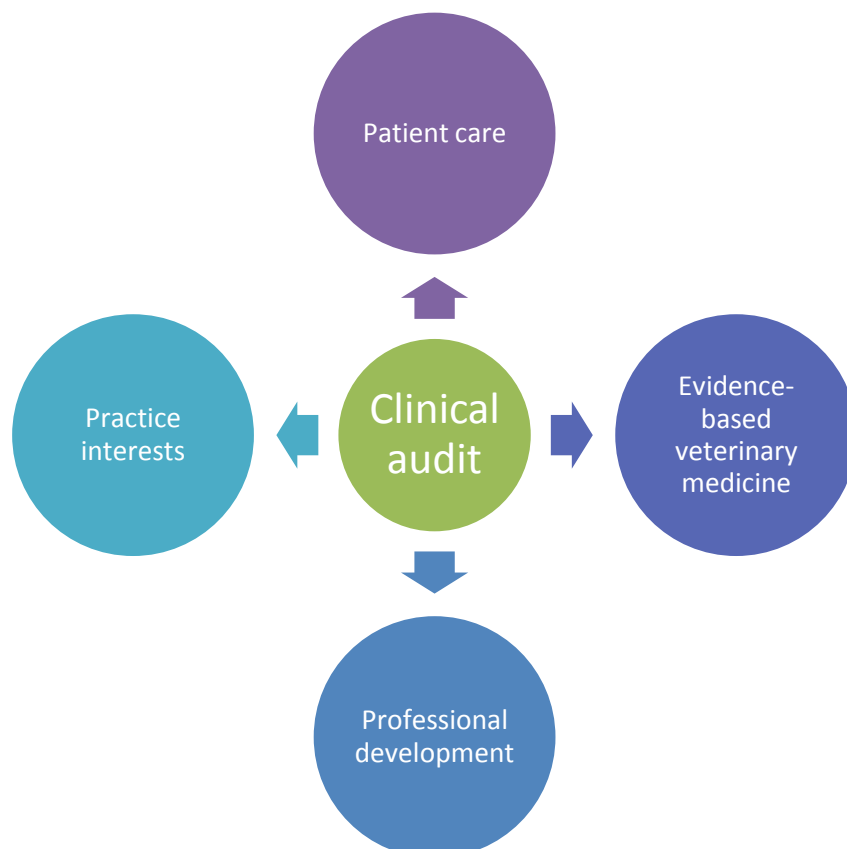 Patient care
Practice
interests
Clinical
audit
Evidence-
based
veterinary
medicine
Professional
development